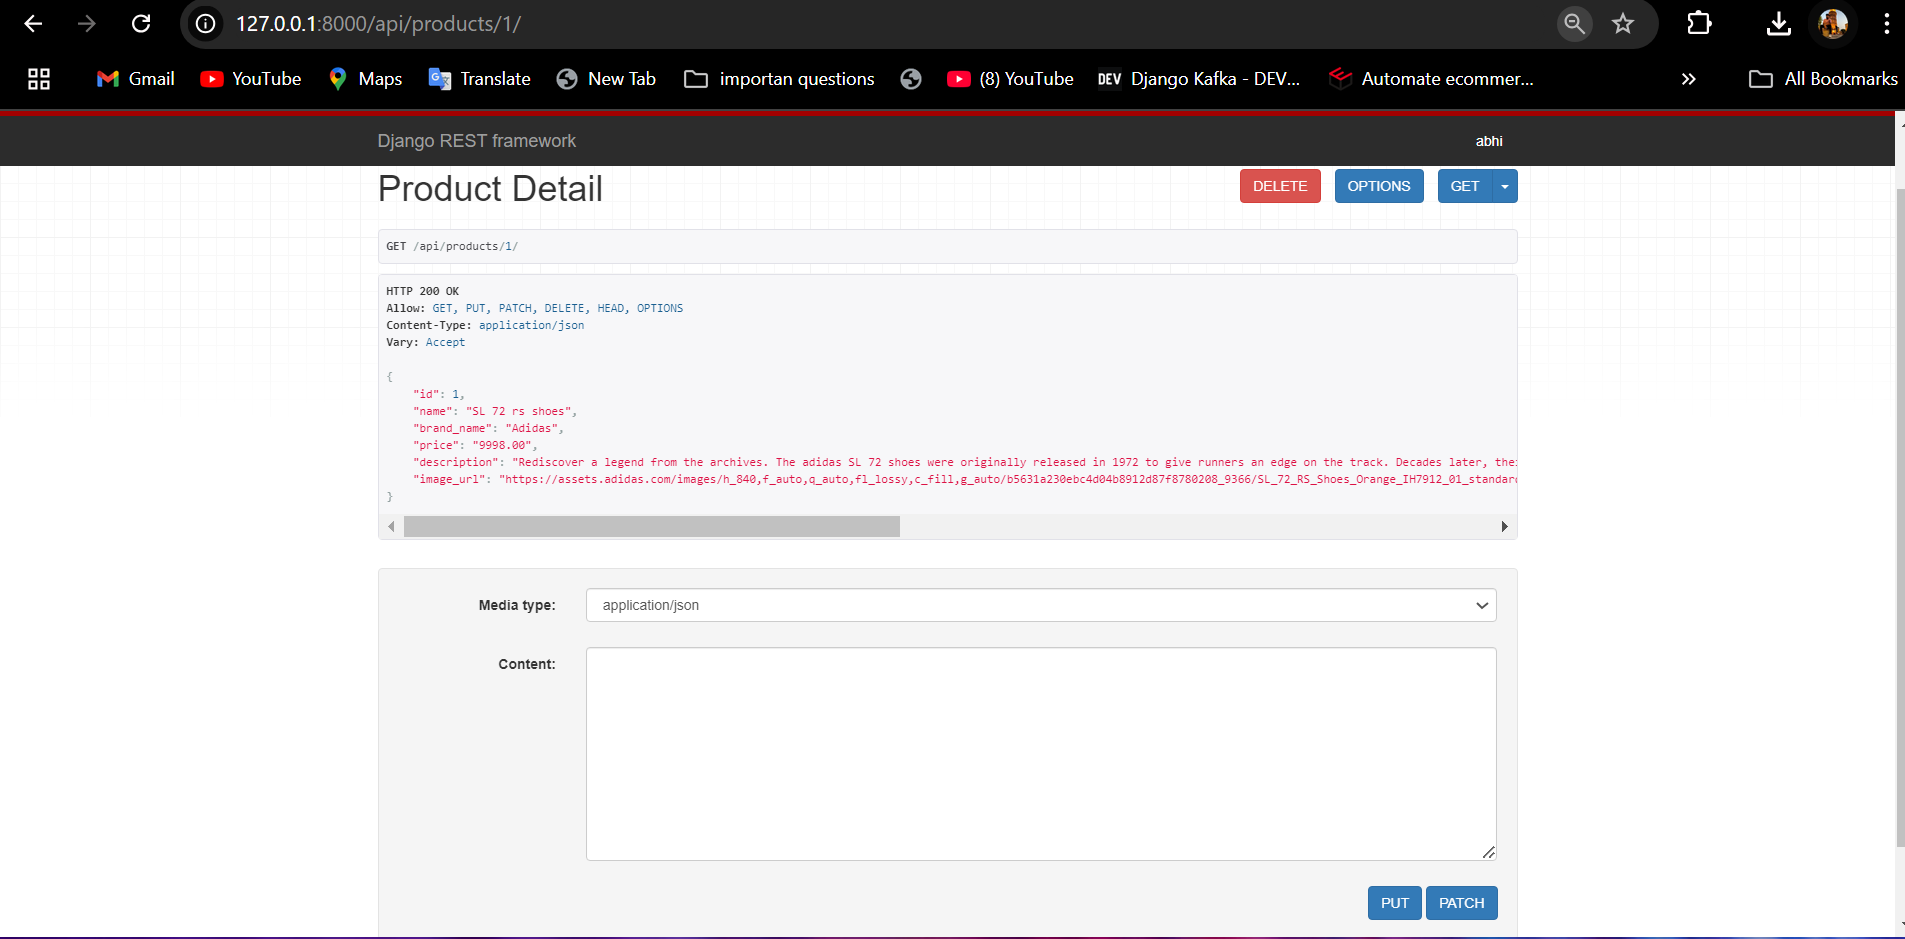 127.0.0.1:8000/api/products/1/
Gmail YouTube Maps Translate New Tab importan questions (8) YouTube DEV Django Kafka - DEV... Automate ecommer... » All Bookmarks
Django REST framework abhi
Product Detail DELETE OPTIONS GET
GET /api/products/1/
HTTP 200 OK
Allow: GET, PUT, PATCH, DELETE, HEAD, OPTIONS
Content-Type: application/json
Vary: Accept
{
"id": 1,
"name": "SL 72 rs shoes",
"brand_name": "Adidas",
"price": "9998.00",
"description": "Rediscover a legend from the archives. The adidas SL 72 shoes were originally released in 1972 to give runners an edge on the track. Decades later, thei
"image_url": "https://assets.adidas.com/images/h_840,f_auto,q_auto,fl_lossy,c_fill,g_auto/b5631a230ebc4d04b8912d87f8780208_9366/SL_72_RS_Shoes_Orange_IH7912_01_standard
}
Media type: application/json
Content:
PUT PATCH